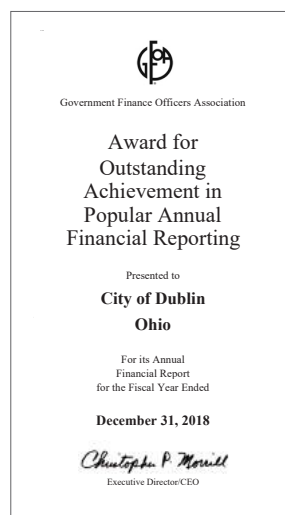 GFOA
Government Finance Officers Association
Award for
Outstanding
Achievement in
Popular Annual
Financial Reporting
Presented to
City of Dublin
Ohio
For its Annual
Financial Report
for the Fiscal Year Ended
December 31, 2018
Christopher P. Morrill
Executive Director/CEO